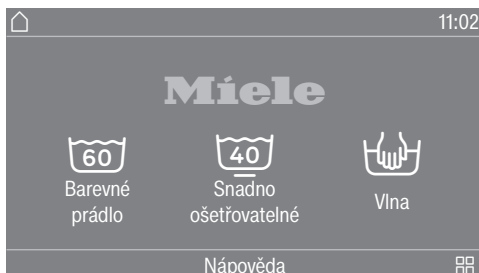 11:02
Miele
60
40
Barevné
prádlo
Snadno
ošetřovatelné
Vlna
Nápověda